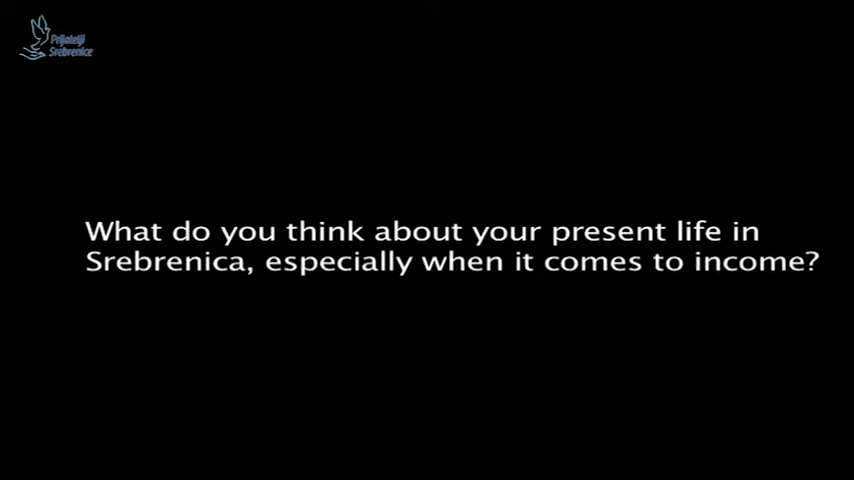 Prijatelji
Srebrenice
What do you think about your present life in
Srebrenica, especially when it comes to income?